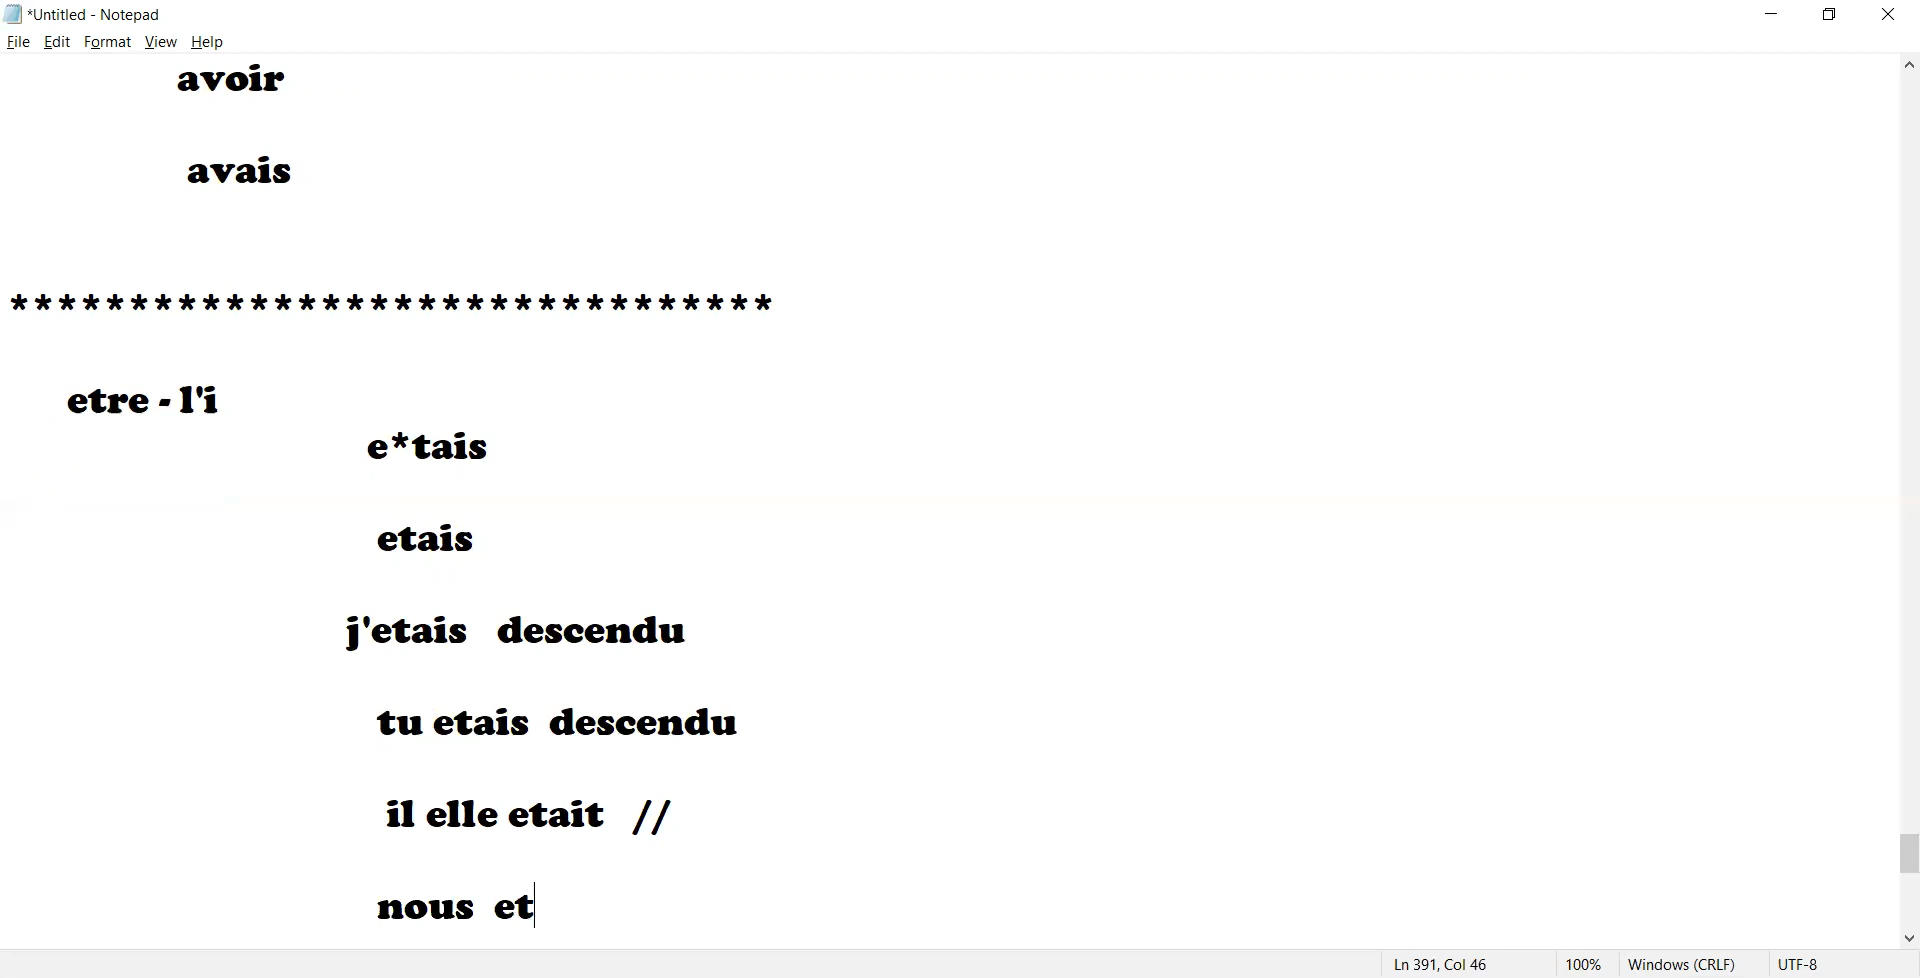 *Untitled - Notepad
File Edit Format View Help
avoir
avais
********************************
etre - l'i
e*tais
etais
j'etais descendu
tu etais descendu
il elle etait //
nous et
Ln 391, Col 46 100% Windows (CRLF) UTF-8